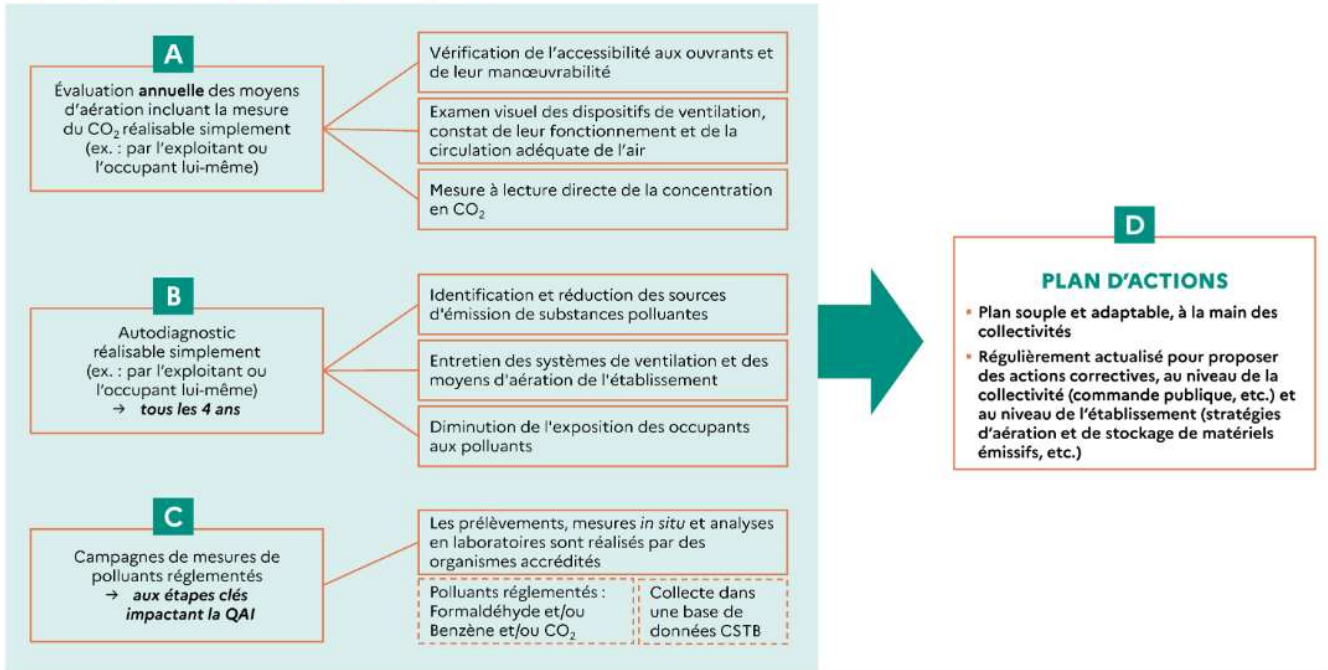 A
Évaluation annuelle des moyens
d'aération incluant la mesure
du CO₂ réalisable simplement
(ex. : par l'exploitant ou
l'occupant lui-même)
Vérification de l'accessibilité aux ouvrants et
de leur manœuvrabilité
Examen visuel des dispositifs de ventilation,
constat de leur fonctionnement et de la
circulation adéquate de l'air
Mesure à lecture directe de la concentration
en CO₂
B
Autodiagnostic
réalisable simplement
(ex. : par l'exploitant ou
l'occupant lui-même)
→ tous les 4 ans
Identification et réduction des sources
d'émission de substances polluantes
Entretien des systèmes de ventilation et des
moyens d'aération de l'établissement
Diminution de l'exposition des occupants
aux polluants
C
Campagnes de mesures de
polluants réglementés
→ aux étapes clés
impactant la QAI
Les prélèvements, mesures in situ et analyses
en laboratoires sont réalisés par des
organismes accrédités
Polluants réglementés :
Formaldéhyde et/ou
Benzène et/ou CO₂
Collecte dans
une base de
données CSTB
D
PLAN D'ACTIONS
▪ Plan souple et adaptable, à la main des
collectivités
▪ Régulièrement actualisé pour proposer
des actions correctives, au niveau de la
collectivité (commande publique, etc.) et
au niveau de l'établissement (stratégies
d'aération et de stockage de matériels
émissifs, etc.)